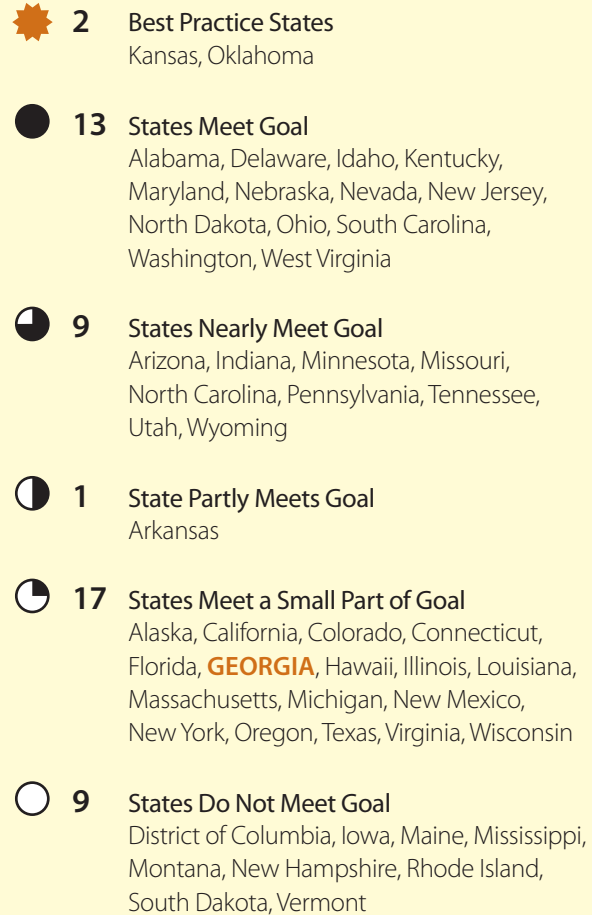 2 Best Practice States
Kansas, Oklahoma
13 States Meet Goal
Alabama, Delaware, Idaho, Kentucky,
Maryland, Nebraska, Nevada, New Jersey,
North Dakota, Ohio, South Carolina,
Washington, West Virginia
9 States Nearly Meet Goal
Arizona, Indiana, Minnesota, Missouri,
North Carolina, Pennsylvania, Tennessee,
Utah, Wyoming
1 State Partly Meets Goal
Arkansas
17 States Meet a Small Part of Goal
Alaska, California, Colorado, Connecticut,
Florida, GEORGIA, Hawaii, Illinois, Louisiana,
Massachusetts, Michigan, New Mexico,
New York, Oregon, Texas, Virginia, Wisconsin
9 States Do Not Meet Goal
District of Columbia, Iowa, Maine, Mississippi,
Montana, New Hampshire, Rhode Island,
South Dakota, Vermont